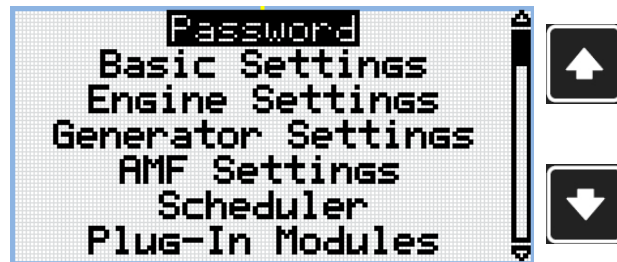 Password
Basic Settings
Engine Settings
Generator Settings
AMF Settings
Scheduler
Plug-In Modules